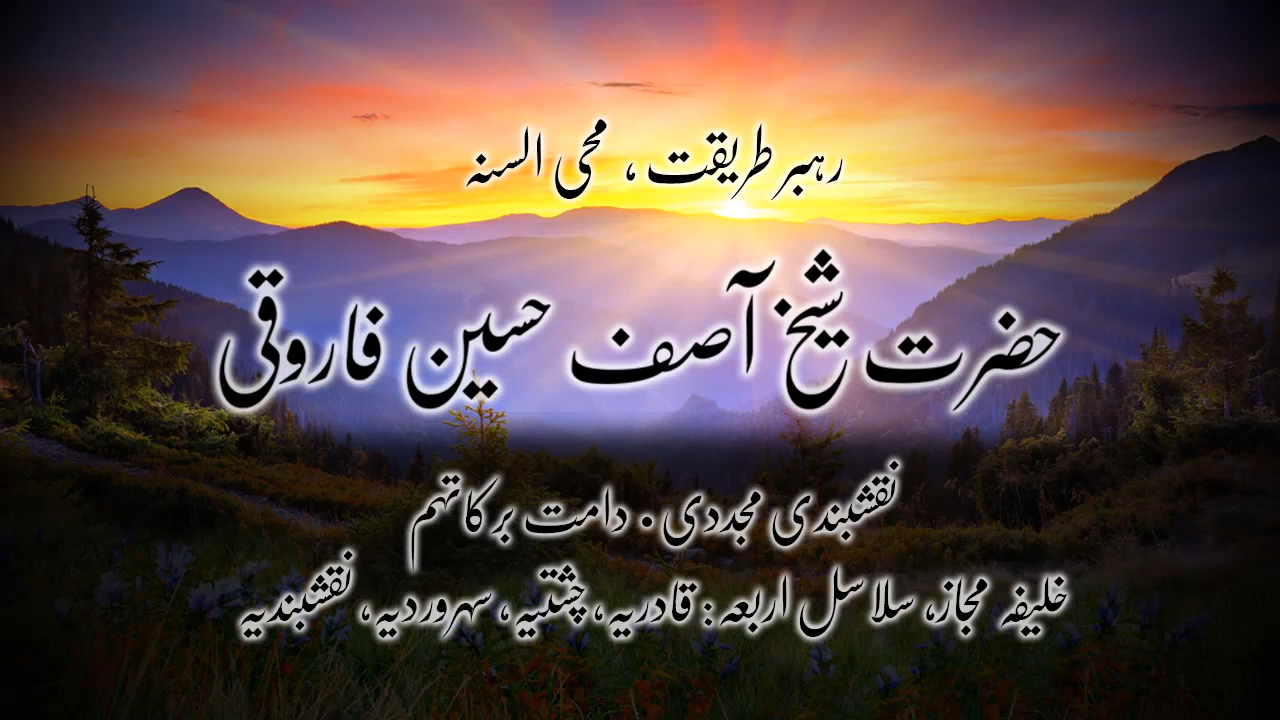 رہبر طریقت، محی السنہ
حضرت شیخ آصف حسین فاروقی
نقشبندی مجددی ۔ دامت برکاتہم
خلیفہ مجاز، سلاسل اربعہ: قادریہ، چشتیہ، سہروردیہ، نقشبندیہ